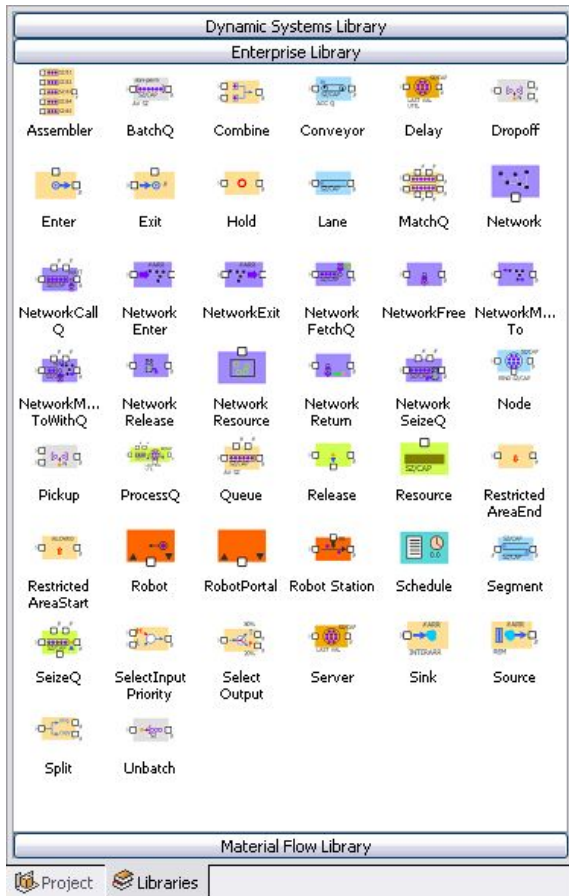 Dynamic Systems Library
Enterprise Library
Assembler BatchQ Combine Conveyor Delay Dropoff
Enter Exit Hold Lane MatchQ Network
NetworkCall Network NetworkExit Network NetworkFree NetworkM...
Q Enter FetchQ To
NetworkM... Network Network Network Network Node
ToWithQ Release Resource Return SeizeQ
Pickup ProcessQ Queue Release Resource Restricted
AreaEnd
Restricted Robot RobotPortal Robot Station Schedule Segment
AreaStart
SeizeQ SelectInput Select Server Sink Source
Priority Output
Split Unbatch
Material Flow Library
Project Libraries